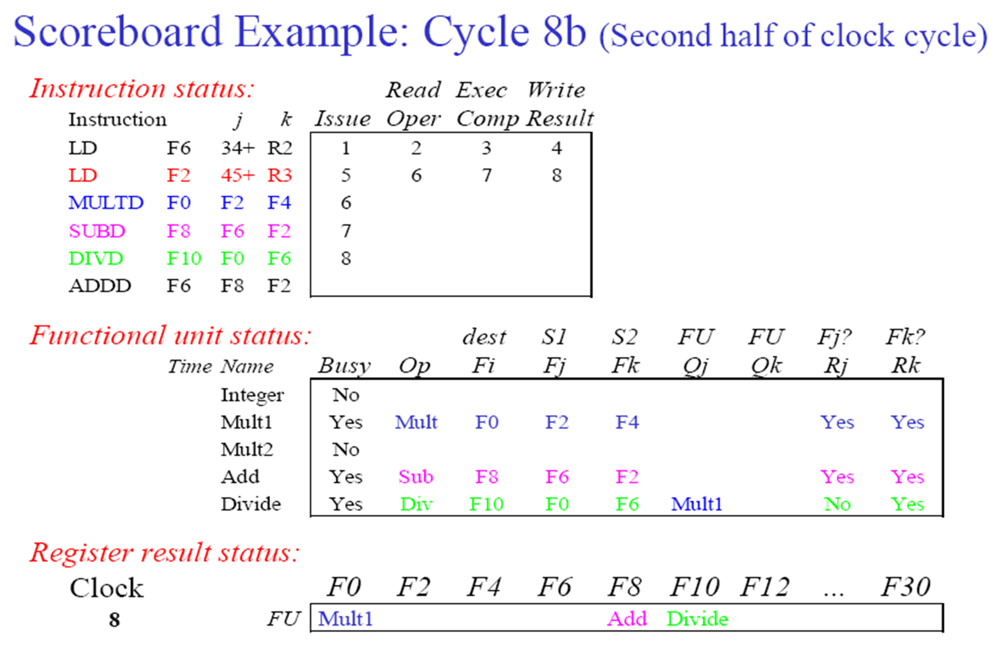 Scoreboard Example: Cycle 8b (Second half of clock cycle)
Instruction status: Read Exec Write
Instruction j k Issue Oper Comp Result
LD F6 34+ R2 1 2 3 4
LD F2 45+ R3 5 6 7 8
MULTD F0 F2 F4 6
SUBD F8 F6 F2 7
DIVD F10 F0 F6 8
ADDD F6 F8 F2
Functional unit status: dest S1 S2 FU FU Fj? Fk?
Time Name Busy Op Fi Fj Fk Qj Qk Rj Rk
Integer No
Mult1 Yes Mult F0 F2 F4 Yes Yes
Mult2 No
Add Yes Sub F8 F6 F2 Yes Yes
Divide Yes Div F10 F0 F6 Mult1 No Yes
Register result status:
Clock F0 F2 F4 F6 F8 F10 F12 ... F30
8 FU Mult1 Add Divide